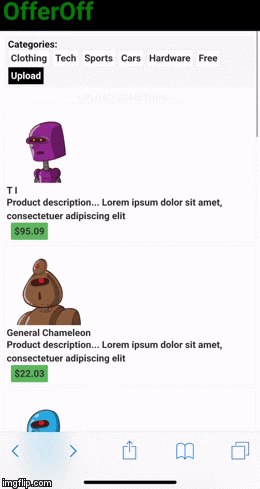 OfferOff
Categories:
Clothing Tech Sports Cars Hardware Free
Upload
UPLOAD SOMETHING...
T I
Product description... Lorem ipsum dolor sit amet,
consectetuer adipiscing elit
$95.09
General Chameleon
Product description... Lorem ipsum dolor sit amet,
consectetuer adipiscing elit
$22.03
imgflip.com